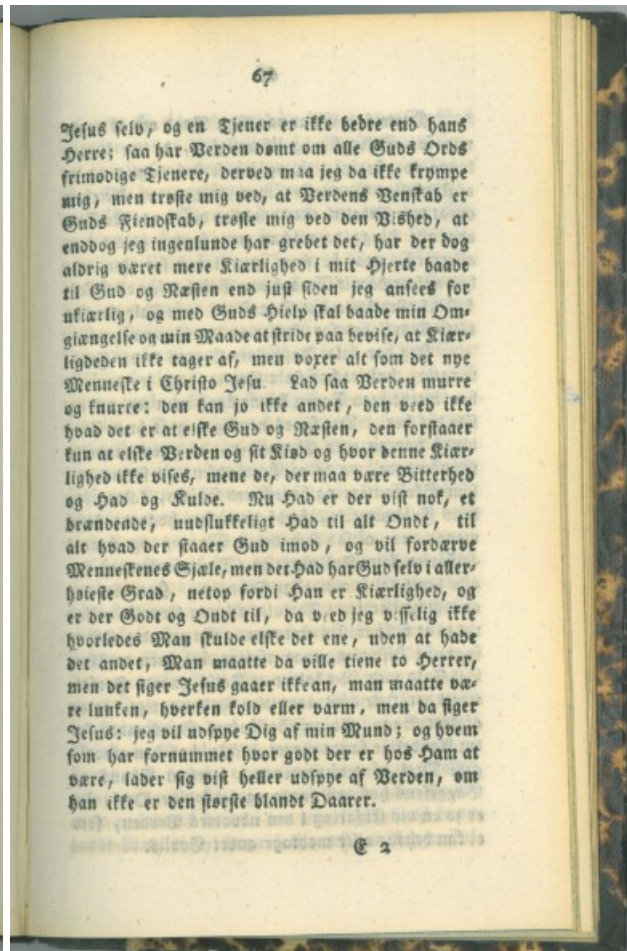 67
Jesus selv, og en Tjener er ikke bedre end hans
Herre; saa har Verden dømt om alle Guds Ords
frimodige Tjenere, derved maa jeg da ikke krympe
mig, men trøste mig ved, at Verdens Venskab er
Guds Fiendskab, trøste mig ved den Vished, at
enddog jeg ingenlunde har grebet det, har der dog
aldrig været mere Kiærlighed i mit Hjerte baade
til Gud og Næsten end just siden jeg ansees for
ukiærlig, og med Guds Hielp skal baade min Om-
giængelse og min Maade at stride paa bevise, at Kiær-
ligdeden ikke tager af, men voxer alt som det nye
Menneske i Christo Jesu. Lad saa Verden murre
og knurre: den kan jo ikke andet, den veed ikke
hvad det er at elske Gud og Næsten, den forstaaer
kun at elske Verden og sit Kiød og hvor denne Kiær-
lighed ikke vises, mene de, der maa være Bitterhed
og Had og Kulde. Nu Had er der vist nok, et
brændende, uudslukkeligt Had til alt Ondt, til
alt hvad der staaer Gud imod, og vil fordærve
Menneskenes Sjæle, men det Had har Gud selv i aller-
høieste Grad, netop fordi Han er Kiærlighed, og
er der Godt og Ondt til, da veed jeg visselig ikke
hvorledes Man skulde elske det ene, uden at hade
det andet, Man maatte da ville tiene to Herrer,
men det siger Jesus gaaer ikke an, man maatte væ-
re lunken, hverken kold eller varm, men da siger
Jesus: jeg vil udspye Dig af min Mund; og hvem
som har fornummet hvor godt der er hos Ham at
være, lader sig vist heller udspye af Verden, om
han ikke er den største blandt Daarer.
E 2